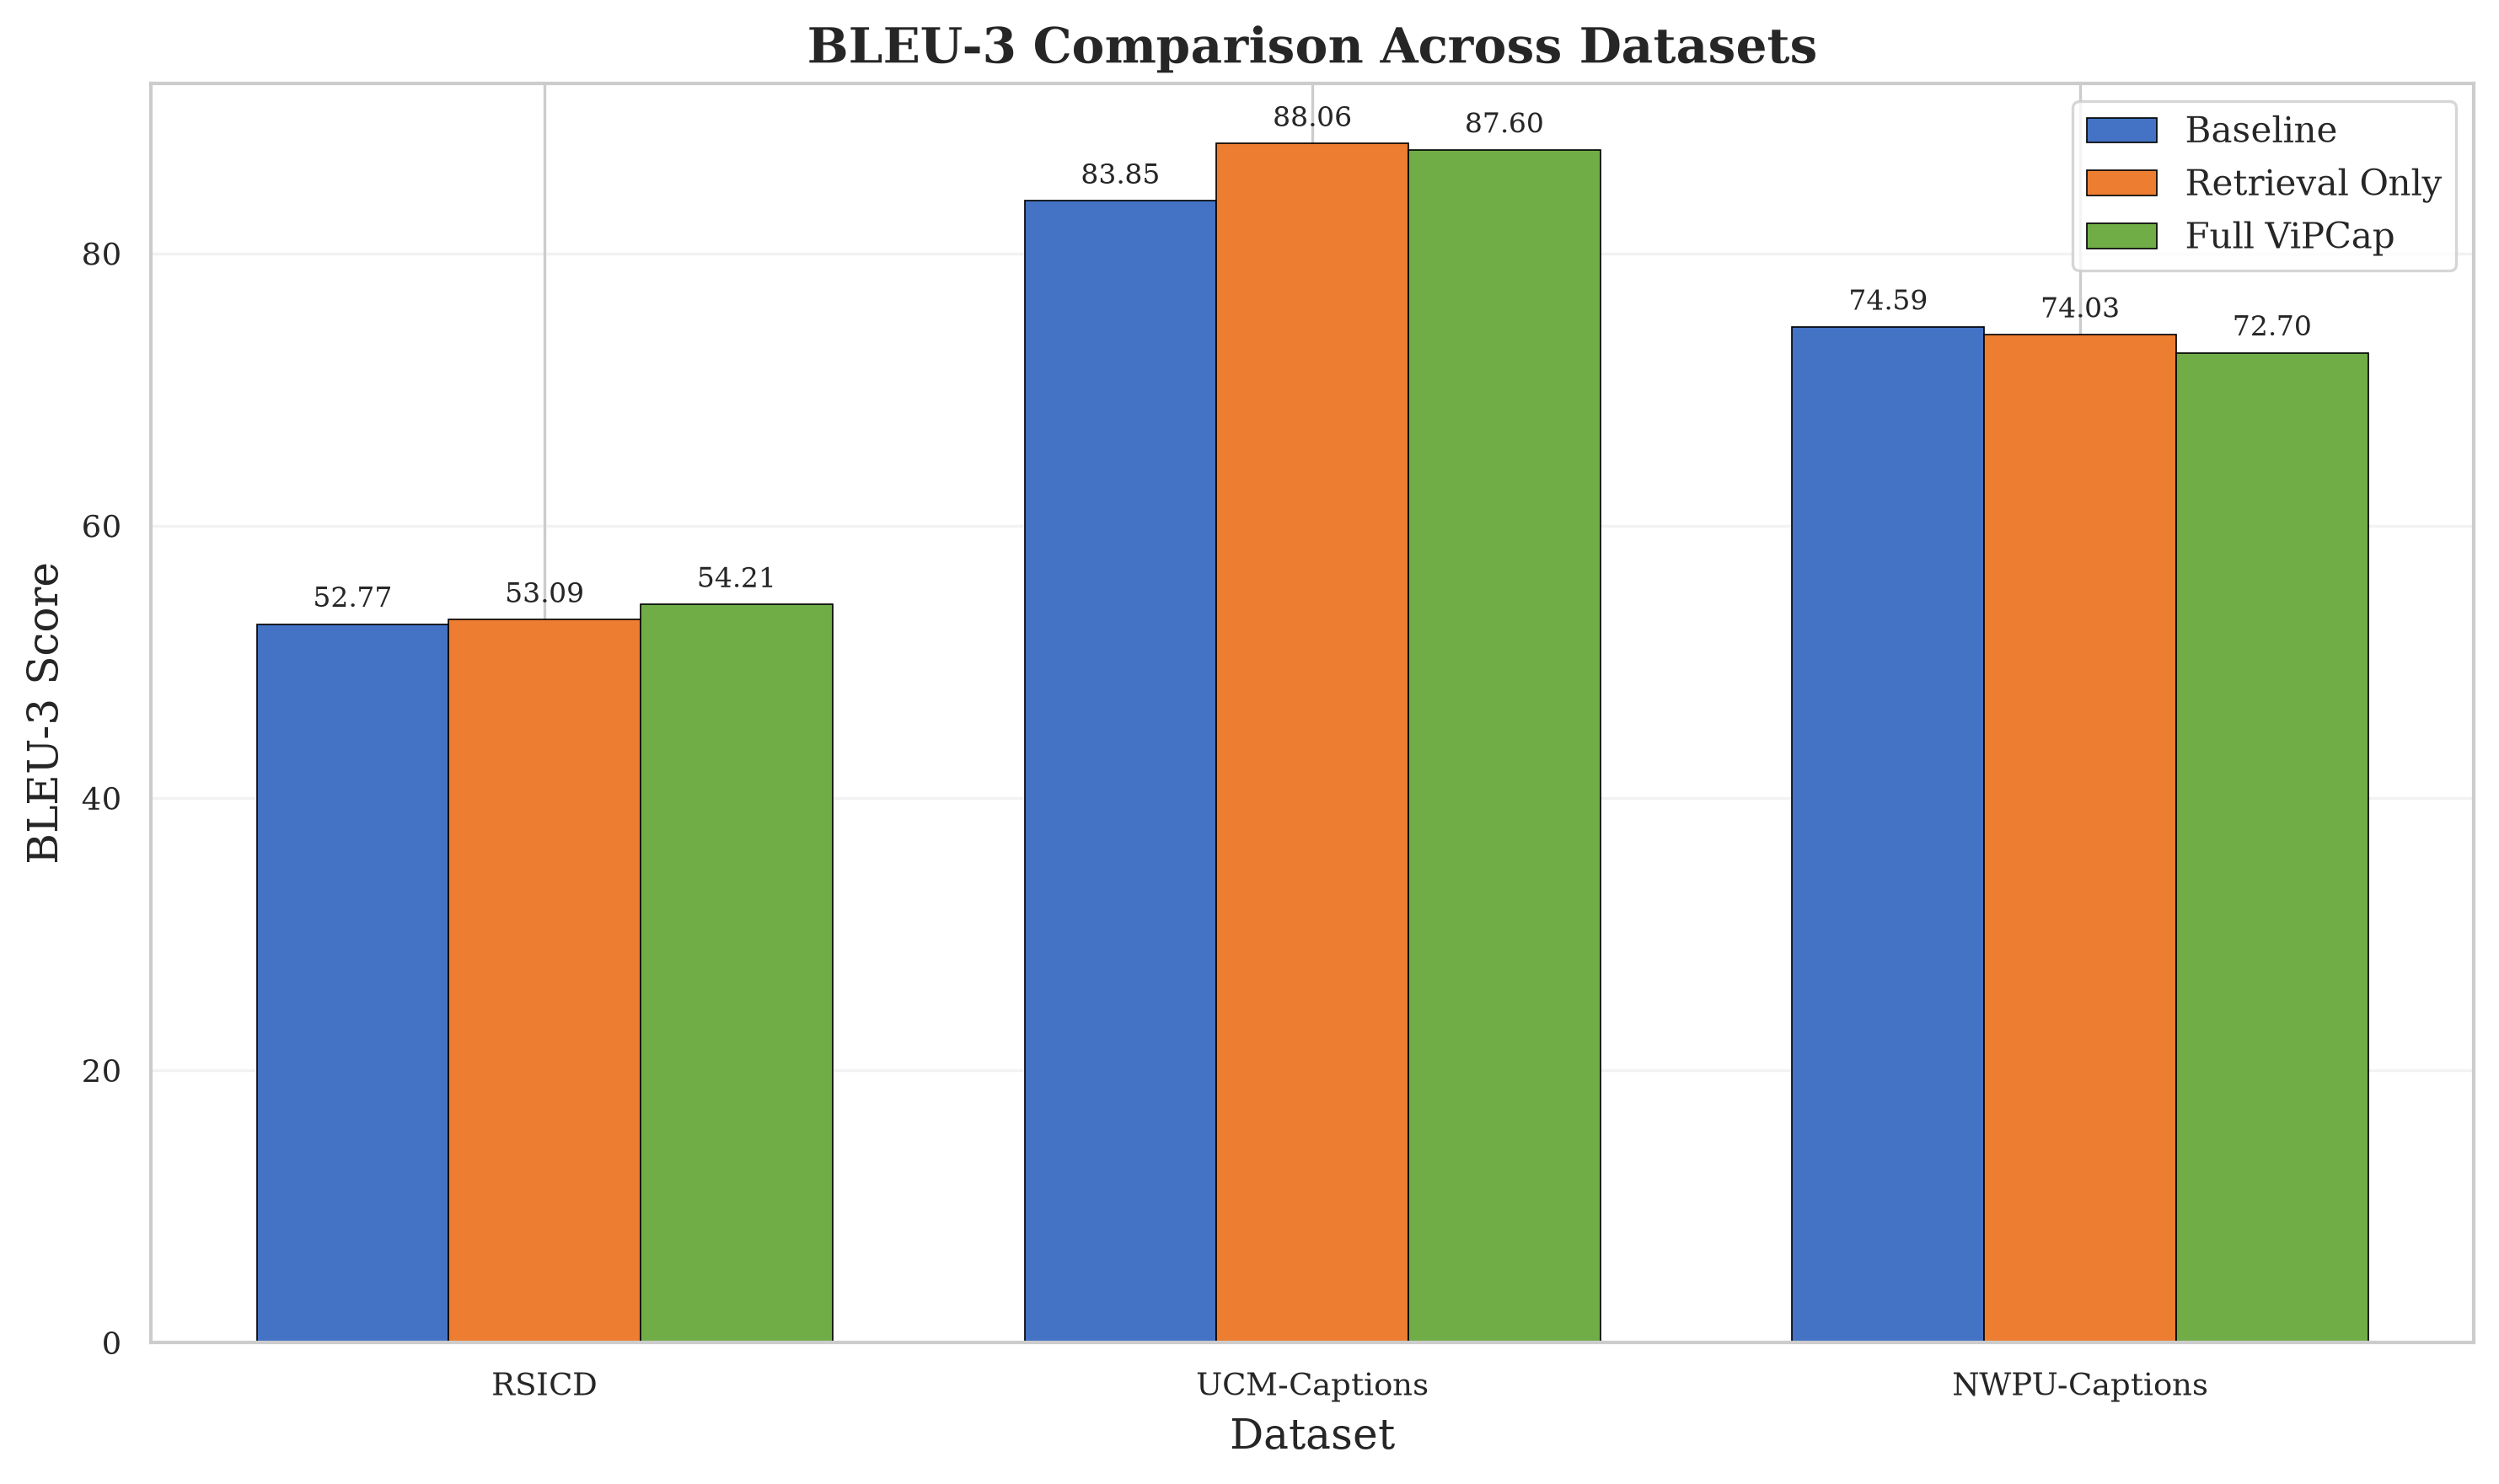 BLEU-3 Comparison Across Datasets
Baseline
Retrieval Only
Full ViPCap
BLEU-3 Score
80
60
40
20
0
52.77
53.09
54.21
83.85
88.06
87.60
74.59
74.03
72.70
RSICD
UCM-Captions
NWPU-Captions
Dataset